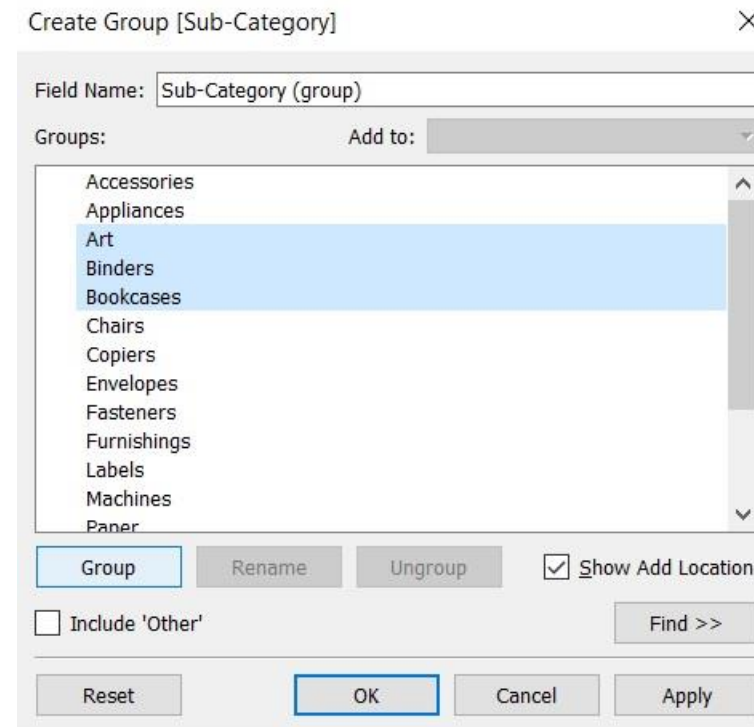 Create Group [Sub-Category]
Field Name: Sub-Category (group)
Groups: Add to:
Accessories
Appliances
Art
Binders
Bookcases
Chairs
Copiers
Envelopes
Fasteners
Furnishings
Labels
Machines
Paper
Group Rename Ungroup Show Add Location
Include 'Other' Find >>
Reset OK Cancel Apply